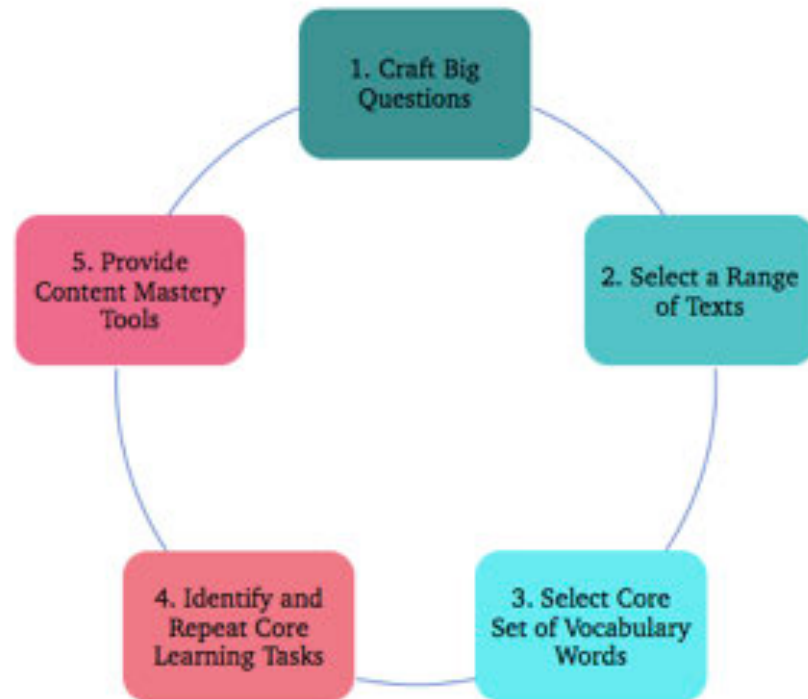 1. Craft Big
Questions
2. Select a Range
of Texts
3. Select Core
Set of Vocabulary
Words
4. Identify and
Repeat Core
Learning Tasks
5. Provide
Content Mastery
Tools